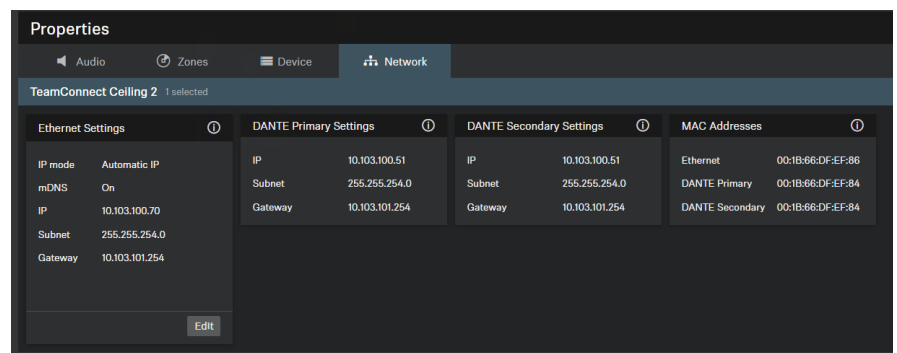 Properties
Audio Zones Device Network
TeamConnect Ceiling 2 1 selected
Ethernet Settings
IP mode Automatic IP
mDNS On
IP 10.103.100.70
Subnet 255.255.254.0
Gateway 10.103.101.254
Edit
DANTE Primary Settings
IP 10.103.100.51
Subnet 255.255.254.0
Gateway 10.103.101.254
DANTE Secondary Settings
IP 10.103.100.51
Subnet 255.255.254.0
Gateway 10.103.101.254
MAC Addresses
Ethernet 00:1B:66:DF:EF:86
DANTE Primary 00:1B:66:DF:EF:84
DANTE Secondary 00:1B:66:DF:EF:84